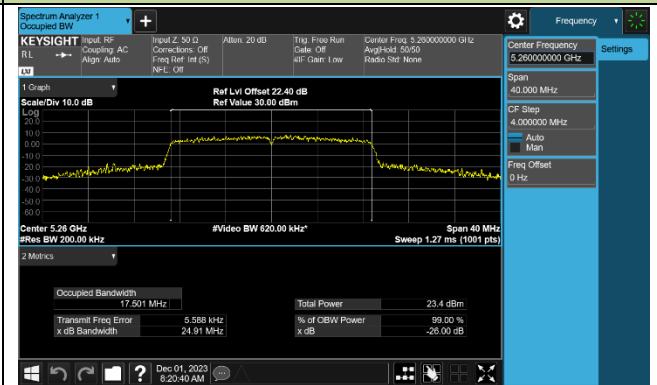 Spectrum Analyzer 1
Occupied BW
Frequency
KEYSIGHT
RL
LXI
Input: RF
Coupling: AC
Align: Auto
Input Z: 50 Ω
Corrections: Off
Freq Ref: Int (S)
NFE: Off
Atten: 20 dB
Trig: Free Run
Gate: Off
#IF Gain: Low
Center Freq: 5.260000000 GHz
Avg|Hold: 50/50
Radio Std: None
Center Frequency
5.260000000 GHz
Settings
Span
40.000 MHz
CF Step
4.000000 MHz
Auto
Man
Freq Offset
0 Hz
1 Graph
Scale/Div 10.0 dB
Ref Lvl Offset 22.40 dB
Ref Value 30.00 dBm
Log
20.0
10.0
0.00
-10.0
-20.0
-30.0
-40.0
-50.0
-60.0
Center 5.26 GHz
#Res BW 200.00 kHz
#Video BW 620.00 kHz*
Span 40 MHz
Sweep 1.27 ms (1001 pts)
2 Metrics
Occupied Bandwidth
17.501 MHz
Total Power 23.4 dBm
Transmit Freq Error 5.588 kHz
% of OBW Power 99.00 %
x dB Bandwidth 24.91 MHz
x dB -26.00 dB
Dec 01, 2023
8:20:40 AM